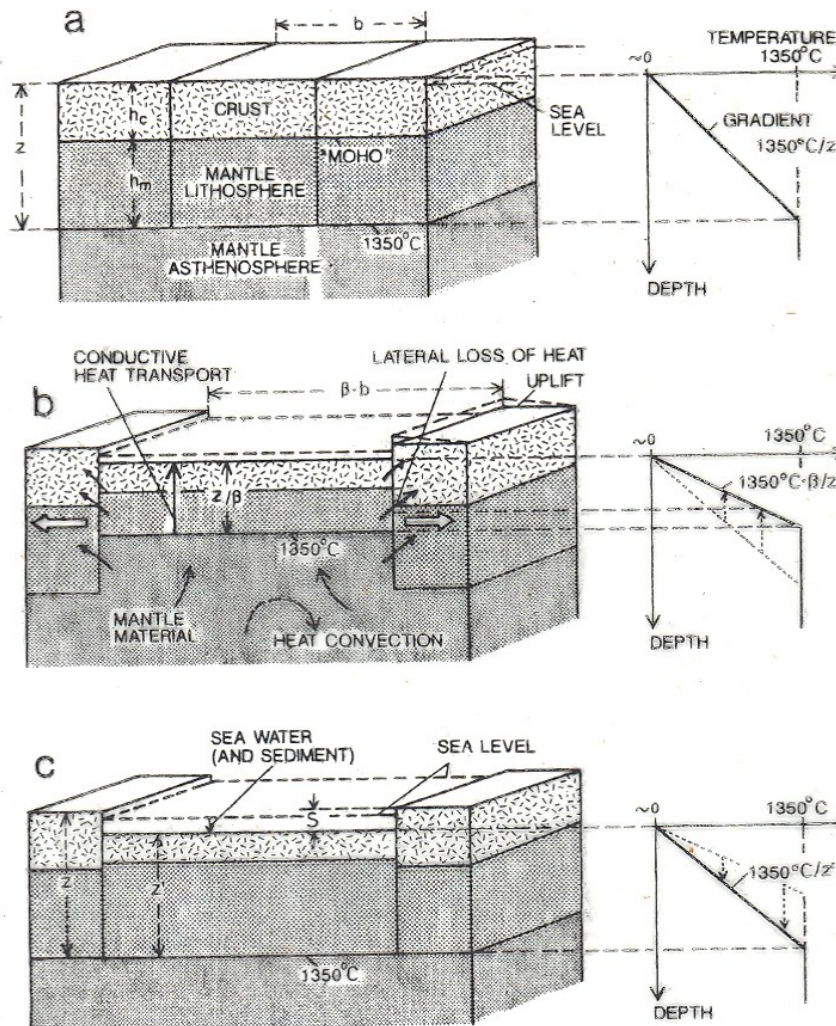 a
b
TEMPERATURE
~0
1350°C
CRUST
SEA
LEVEL
GRADIENT
1350°C/z
z
hc
hm
"MOHO"
MANTLE
LITHOSPHERE
1350°C
MANTLE
ASTHENOSPHERE
DEPTH
b
CONDUCTIVE
HEAT TRANSPORT
LATERAL LOSS OF HEAT
UPLIFT
β·b
~0
1350°C
z/β
1350°C·β/z
1350°C
MANTLE
MATERIAL
HEAT CONVECTION
DEPTH
c
SEA WATER
(AND SEDIMENT)
SEA LEVEL
~0
1350°C
S
z
z'
1350°C/z'
1350°C
DEPTH